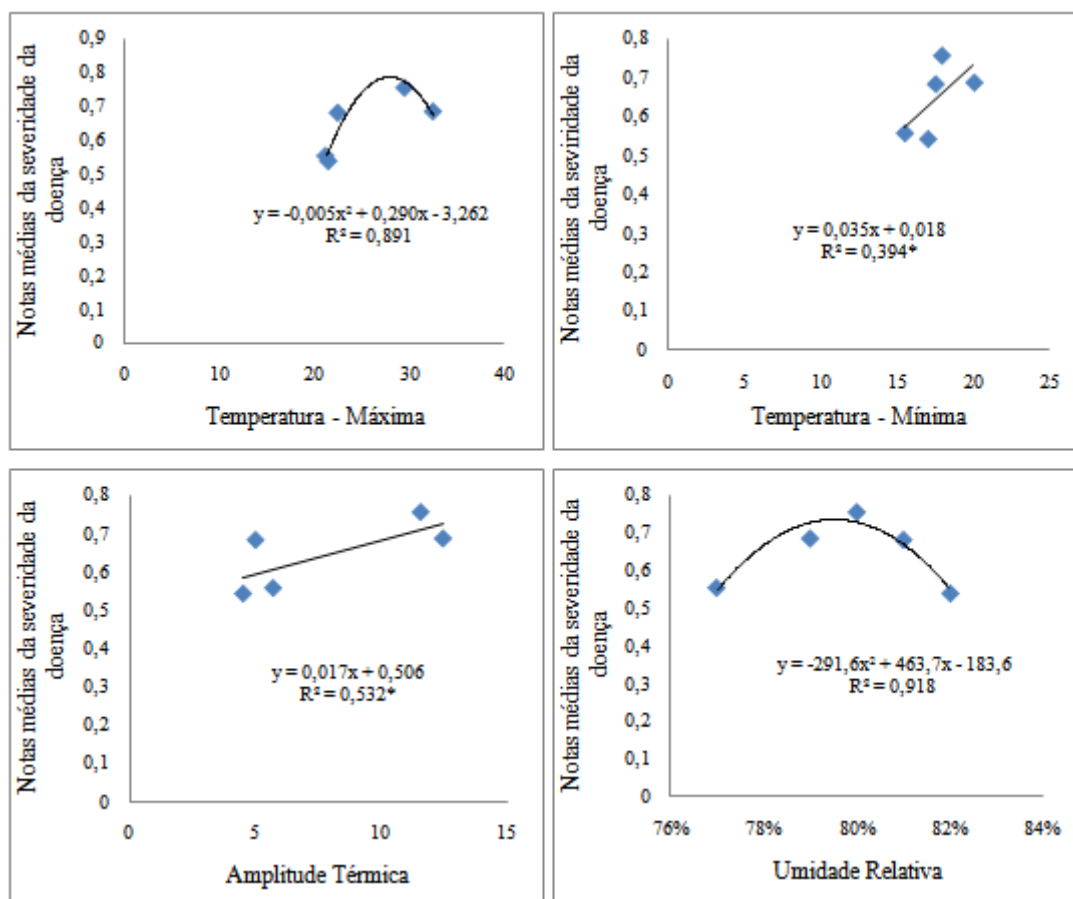 Notas médias da severidade da
doença
0,9
0,8
0,7
0,6
0,5
0,4
0,3
0,2
0,1
0
y = -0,005x² + 0,290x - 3,262
R² = 0,891
0 10 20 30 40
Temperatura - Máxima
Notas médias da seviridade da
doença
0,8
0,7
0,6
0,5
0,4
0,3
0,2
0,1
0
y = 0,035x + 0,018
R² = 0,394*
0 5 10 15 20 25
Temperatura - Mínima
Notas médias da severidade da
doença
0,8
0,7
0,6
0,5
0,4
0,3
0,2
0,1
0
y = 0,017x + 0,506
R² = 0,532*
0 5 10 15
Amplitude Térmica
Notas médias da severidade da
doença
0,8
0,7
0,6
0,5
0,4
0,3
0,2
0,1
0
y = -291,6x² + 463,7x - 183,6
R² = 0,918
76% 78% 80% 82% 84%
Umidade Relativa